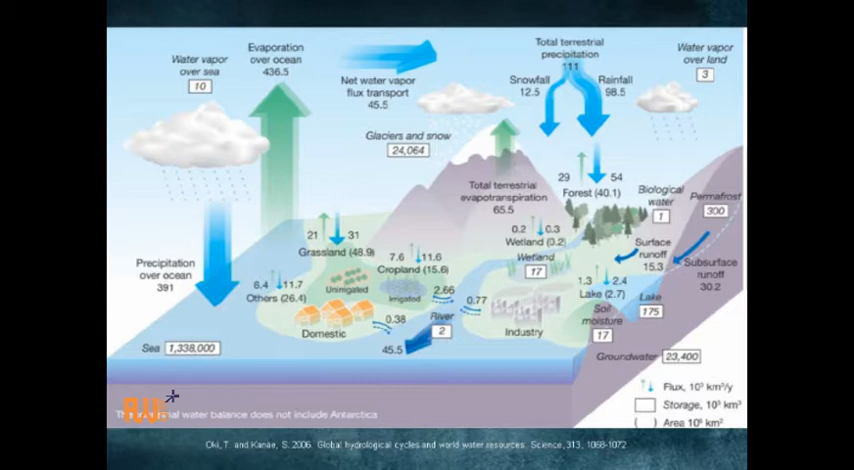 Water vapor
over sea
10
Evaporation
over ocean
436.5
Net water vapor
flux transport
45.5
Total terrestrial
precipitation
111
Snowfall
12.5
Rainfall
98.5
Water vapor
over land
3
Glaciers and snow
24,064
Total terrestrial
evapotranspiration
65.5
29 54
Forest (40.1)
Biological
water
1
Permafrost
300
21 31
Grassland (48.9)
7.6 11.6
Cropland (15.6)
0.2 0.3
Wetland (0.2)
Wetland
17
Surface
runoff
15.3
Subsurface
runoff
30.2
Precipitation
over ocean
391
6.4 11.7
Others (26.4)
Unirrigated
Irrigated
2.66
0.77
1.3 2.4
Lake (2.7)
Lake
175
Soil
moisture
17
Domestic
0.38
River
2
45.5
Industry
Sea 1,338,000
Groundwater 23,400
Flux, 10³ km³/y
Storage, 10³ km³
( ) Area 10⁶ km²
water balance does not include Antarctica
Oki, T. and Kanae, S. 2006. Global hydrological cycles and world water resources. Science, 313, 1068-1072